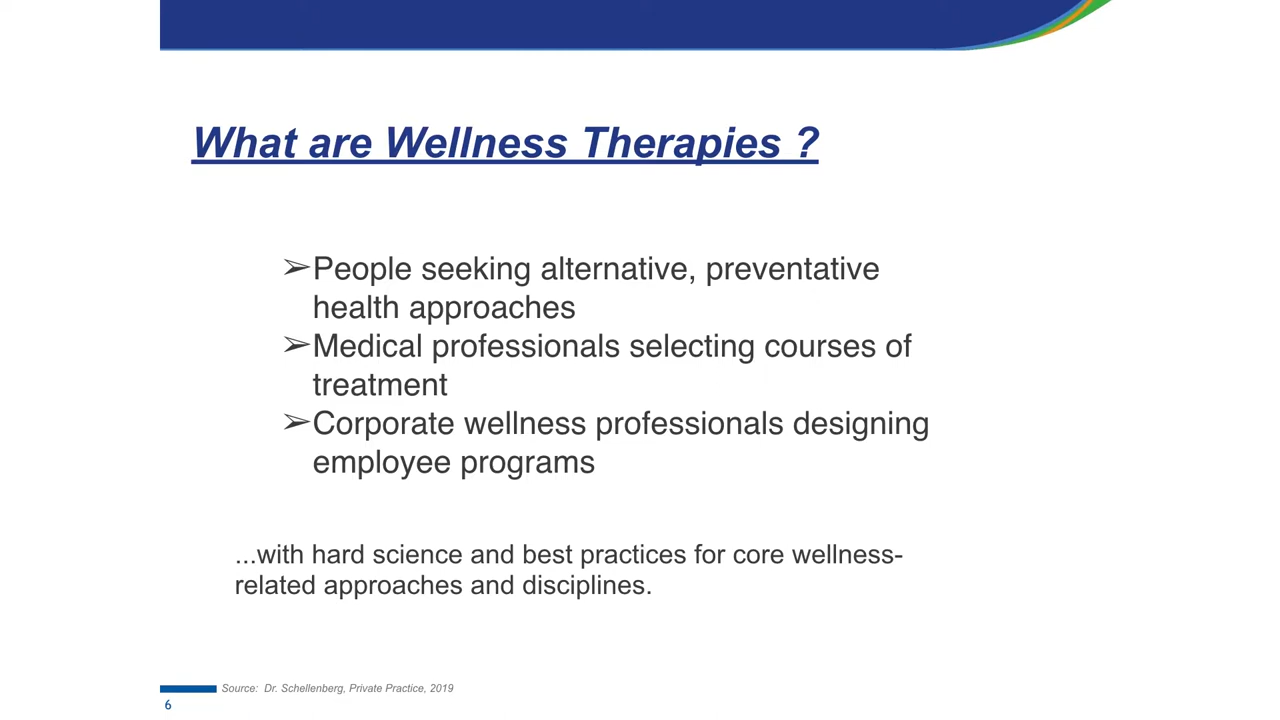 What are Wellness Therapies ?
➢People seeking alternative, preventative
health approaches
➢Medical professionals selecting courses of
treatment
➢Corporate wellness professionals designing
employee programs
...with hard science and best practices for core wellness-
related approaches and disciplines.
Source: Dr. Schellenberg, Private Practice, 2019
6